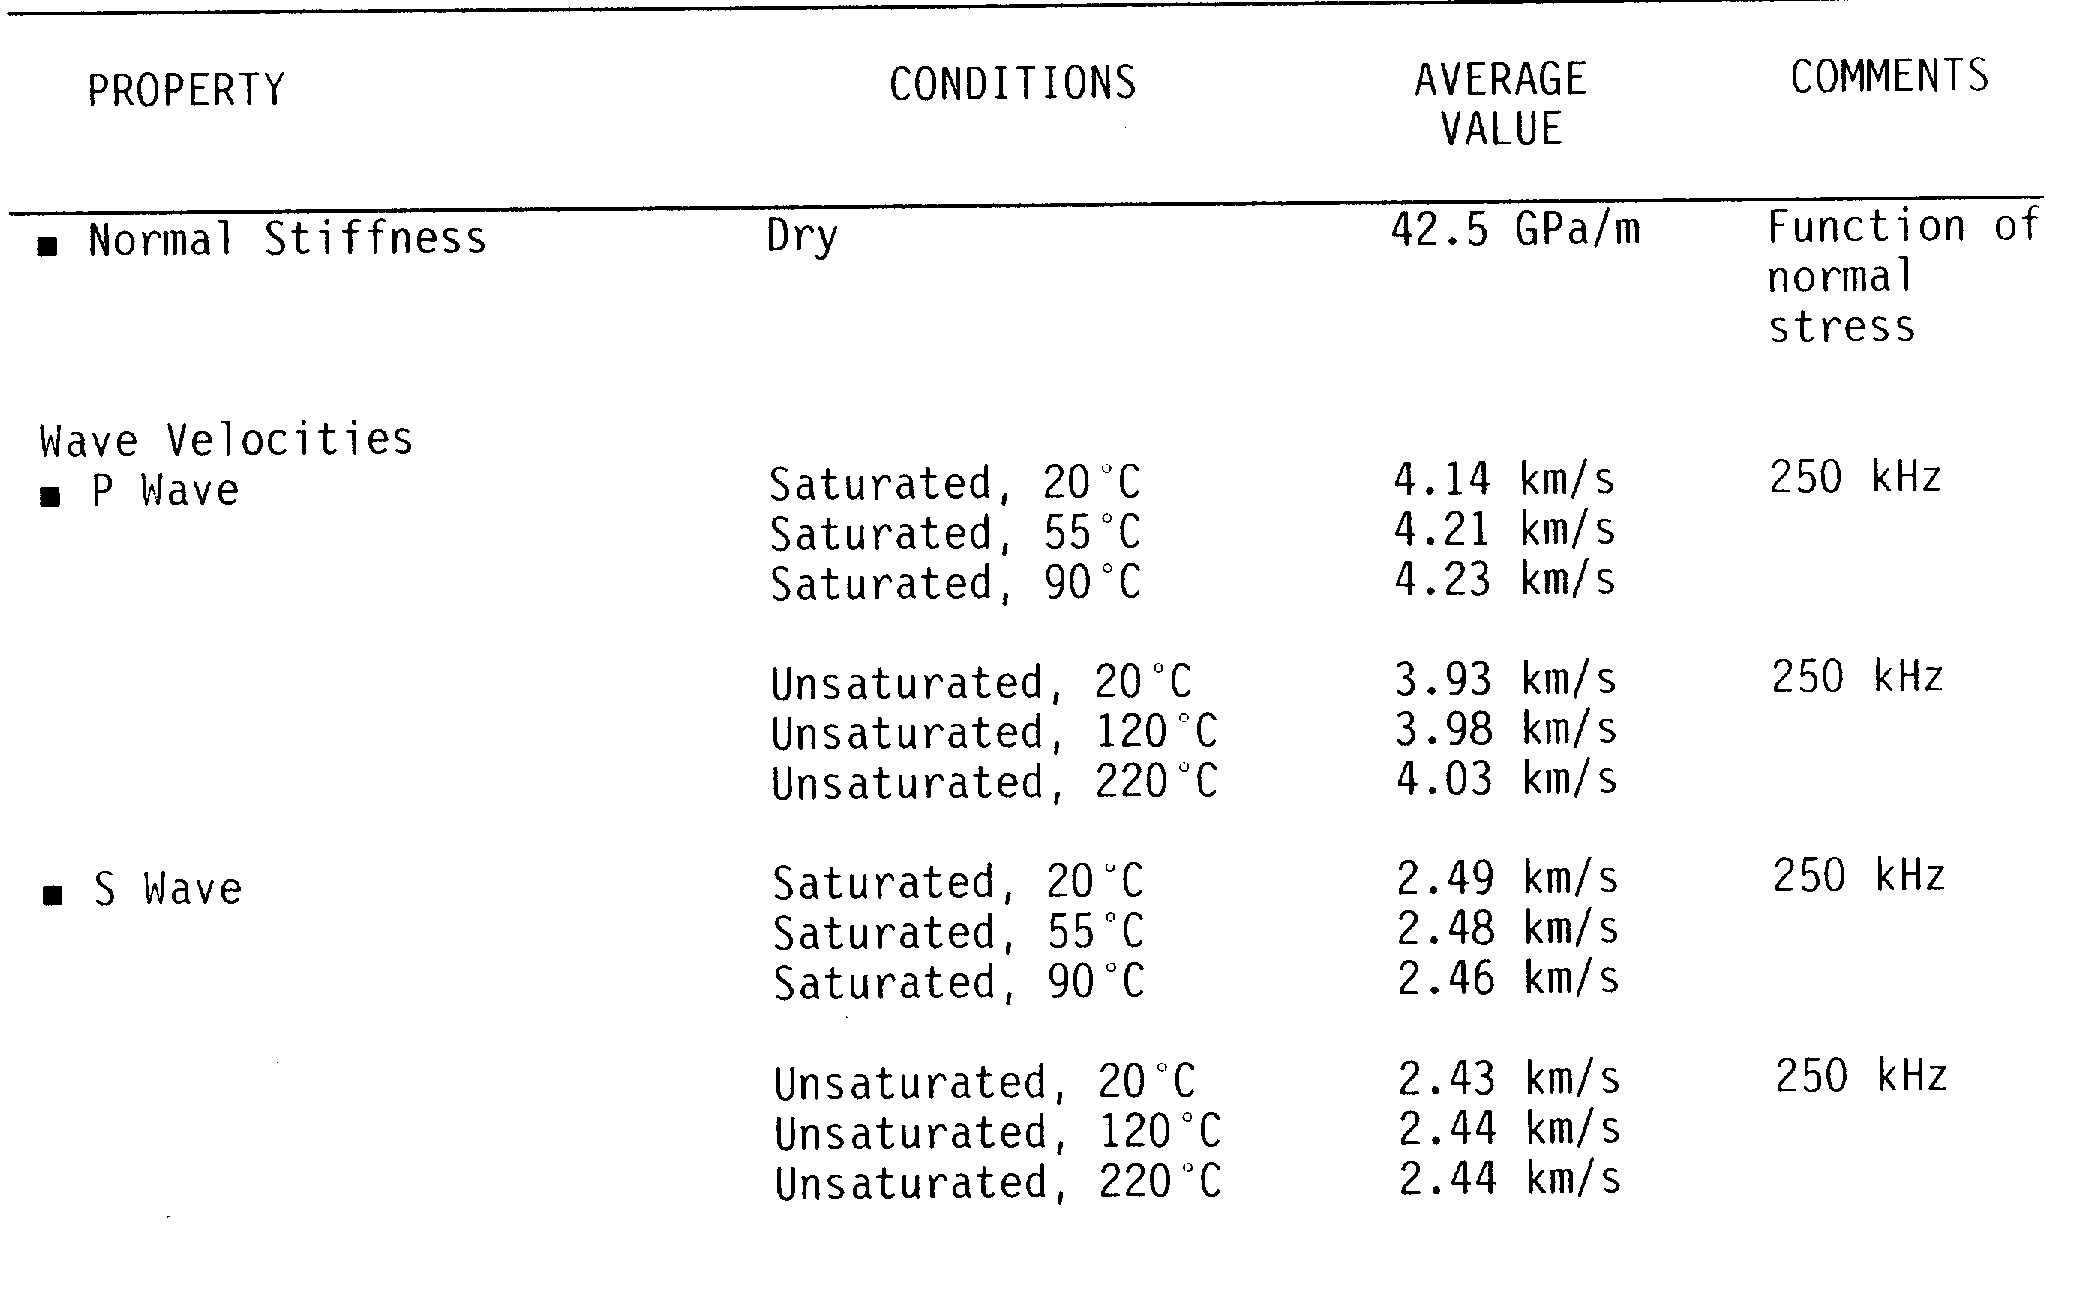 PROPERTY CONDITIONS AVERAGE COMMENTS
VALUE
■ Normal Stiffness Dry 42.5 GPa/m Function of
normal
stress
Wave Velocities
■ P Wave Saturated, 20°C 4.14 km/s 250 kHz
Saturated, 55°C 4.21 km/s
Saturated, 90°C 4.23 km/s
Unsaturated, 20°C 3.93 km/s 250 kHz
Unsaturated, 120°C 3.98 km/s
Unsaturated, 220°C 4.03 km/s
■ S Wave Saturated, 20°C 2.49 km/s 250 kHz
Saturated, 55°C 2.48 km/s
Saturated, 90°C 2.46 km/s
Unsaturated, 20°C 2.43 km/s 250 kHz
Unsaturated, 120°C 2.44 km/s
Unsaturated, 220°C 2.44 km/s